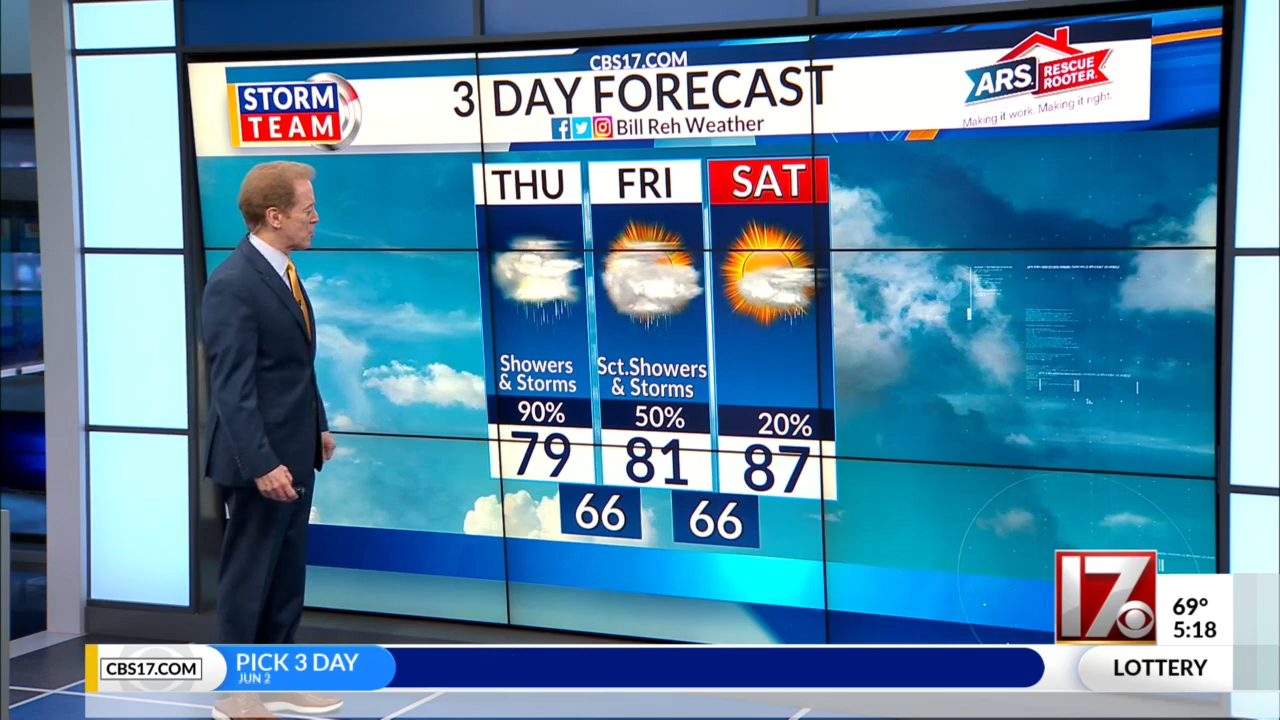 CBS17.COM
3 DAY FORECAST
Bill Reh Weather
STORM
TEAM
ARS
RESCUE
ROOTER
Making it work. Making it right.
THU
FRI
SAT
Showers
& Storms
Sct.Showers
& Storms
90%
50%
20%
79
81
87
66
66
17
69°
5:18
CBS17.COM
PICK 3 DAY
JUN 2
LOTTERY